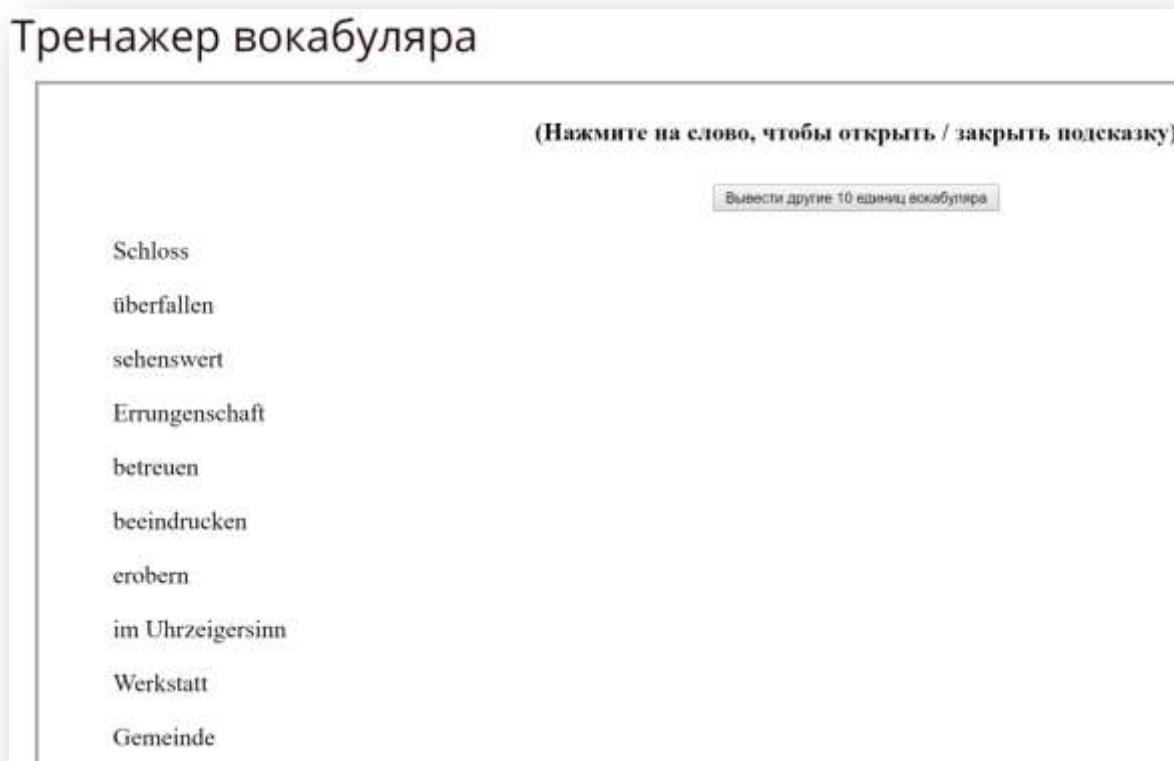 Тренажер вокабуляра
(Нажмите на слово, чтобы открыть / закрыть подсказку)
Вывести другие 10 единиц вокабуляра
Schloss
überfallen
sehenswert
Errungenschaft
betreuen
beeindrucken
erobern
im Uhrzeigersinn
Werkstatt
Gemeinde